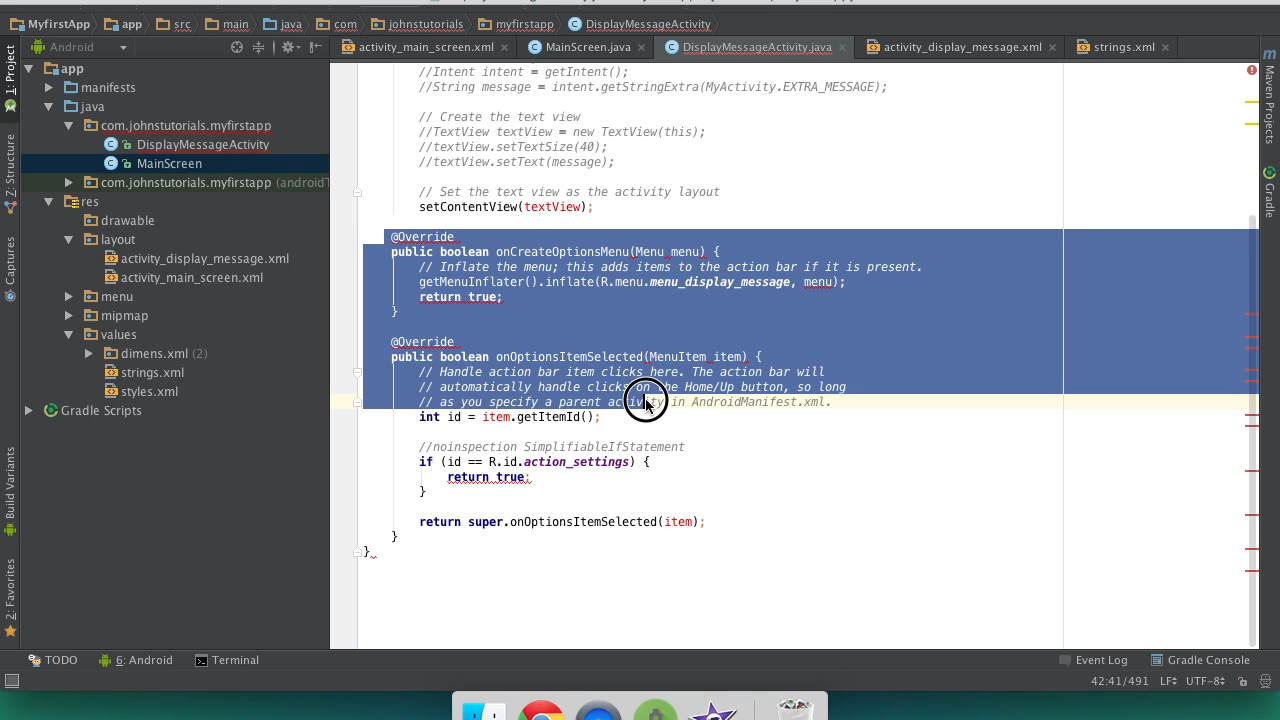 MyfirstApp app src main java com johnstutorials myfirstapp DisplayMessageActivity
Android
activity_main_screen.xml MainScreen.java DisplayMessageActivity.java activity_display_message.xml strings.xml
1: Project
7: Structure
Captures
Build Variants
2: Favorites
app
manifests
java
com.johnstutorials.myfirstapp
DisplayMessageActivity
MainScreen
com.johnstutorials.myfirstapp (androidT
res
drawable
layout
activity_display_message.xml
activity_main_screen.xml
menu
mipmap
values
dimens.xml (2)
strings.xml
styles.xml
Gradle Scripts
//Intent intent = getIntent();
//String message = intent.getStringExtra(MyActivity.EXTRA_MESSAGE);
// Create the text view
//TextView textView = new TextView(this);
//textView.setTextSize(40);
//textView.setText(message);
// Set the text view as the activity layout
setContentView(textView);
@Override
public boolean onCreateOptionsMenu(Menu menu) {
// Inflate the menu; this adds items to the action bar if it is present.
getMenuInflater().inflate(R.menu.menu_display_message, menu);
return true;
}
@Override
public boolean onOptionsItemSelected(MenuItem item) {
// Handle action bar item clicks here. The action bar will
// automatically handle clicks on the Home/Up button, so long
// as you specify a parent activity in AndroidManifest.xml.
int id = item.getItemId();
//noinspection SimplifiableIfStatement
if (id == R.id.action_settings) {
return true;
}
return super.onOptionsItemSelected(item);
}
}
m
Maven Projects
Gradle
TODO 6: Android Terminal Event Log Gradle Console
42:41/491 LF UTF-8